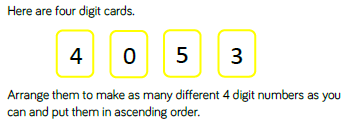 Here are four digit cards.
4 0 5 3
Arrange them to make as many different 4 digit numbers as you
can and put them in ascending order.